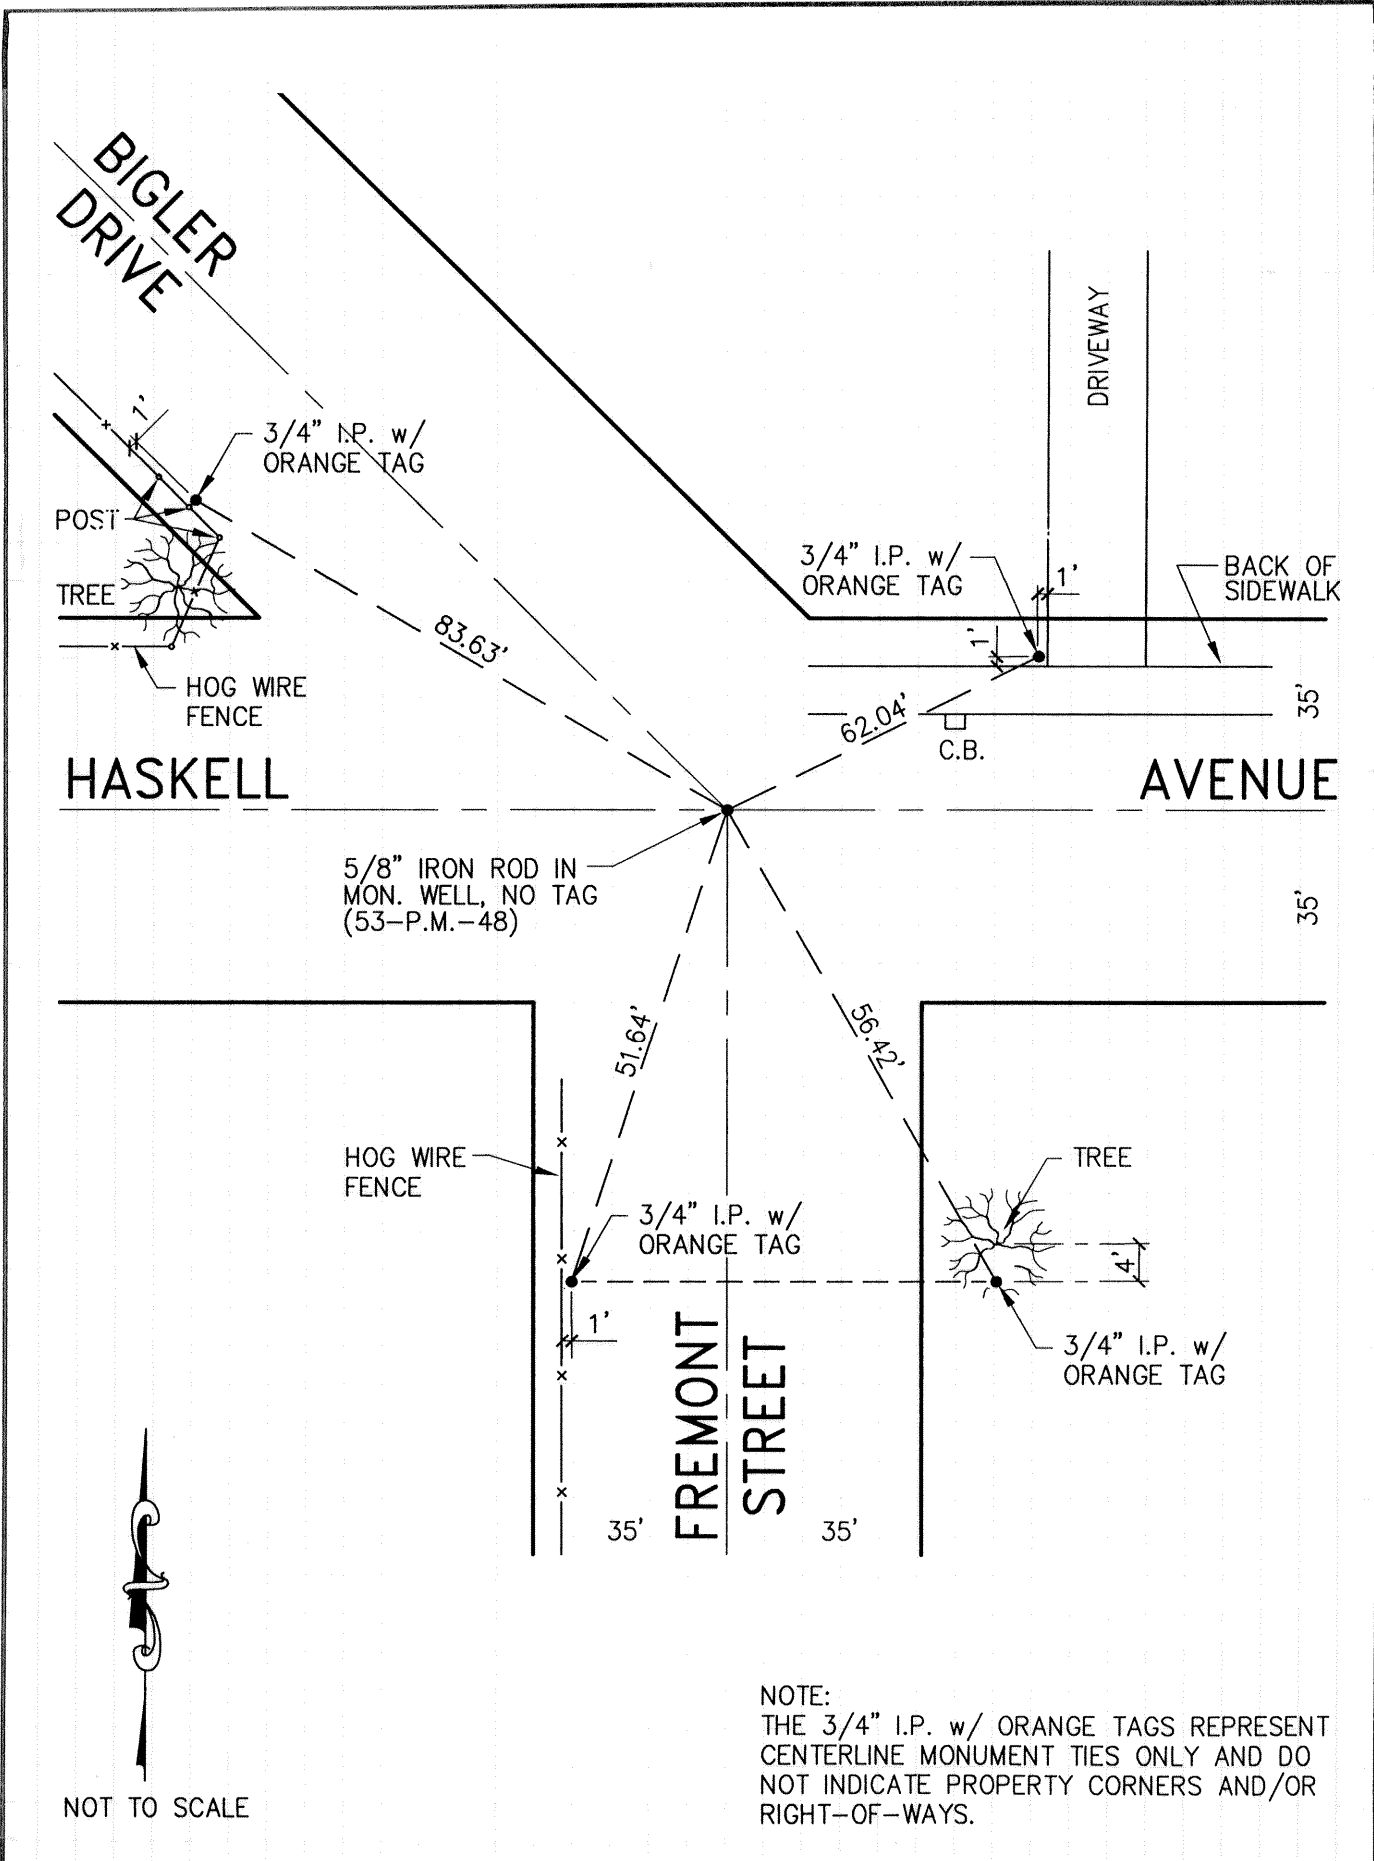 BIGLER
DRIVE
DRIVEWAY
1'
3/4" I.P. w/
ORANGE TAG
POST
TREE
83.63'
HOG WIRE
FENCE
3/4" I.P. w/
ORANGE TAG
1'
1'
BACK OF
SIDEWALK
62.04'
C.B.
35'
HASKELL
AVENUE
5/8" IRON ROD IN
MON. WELL, NO TAG
(53-P.M.-48)
35'
51.64'
56.42'
HOG WIRE
FENCE
TREE
3/4" I.P. w/
ORANGE TAG
4'
1'
3/4" I.P. w/
ORANGE TAG
FREMONT
STREET
35'
35'
NOT TO SCALE
NOTE:
THE 3/4" I.P. w/ ORANGE TAGS REPRESENT
CENTERLINE MONUMENT TIES ONLY AND DO
NOT INDICATE PROPERTY CORNERS AND/OR
RIGHT-OF-WAYS.